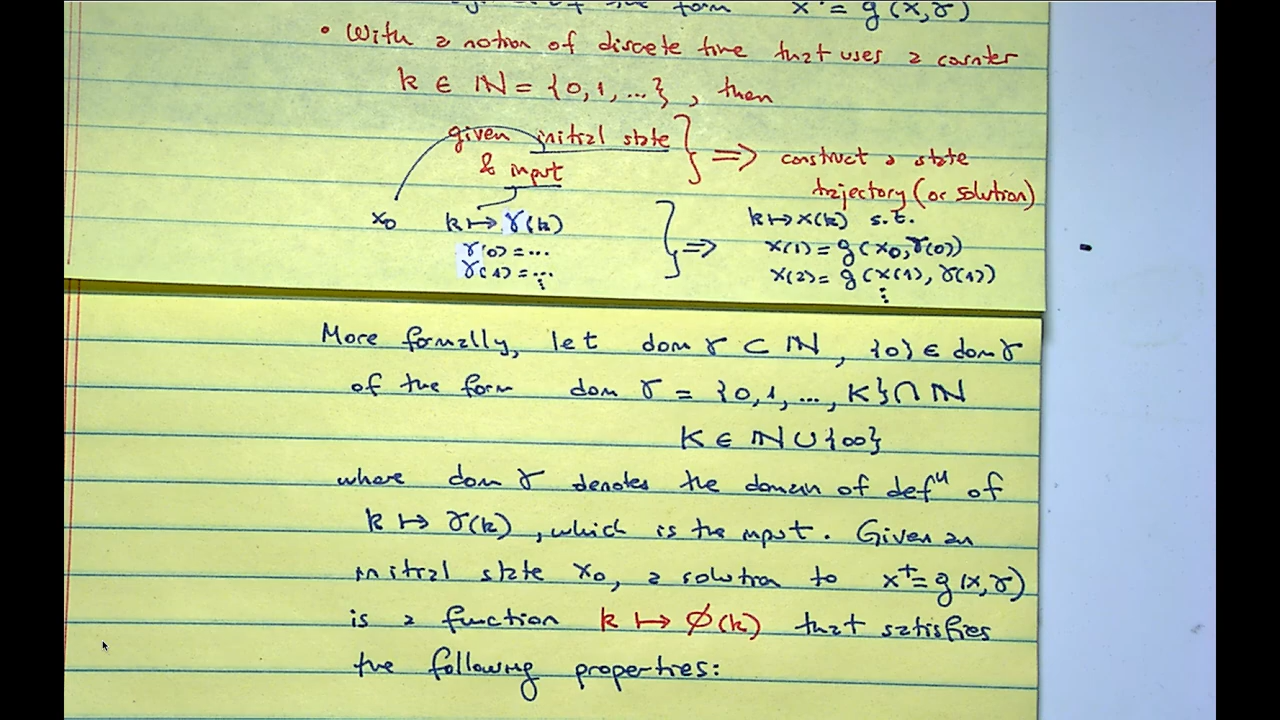 of the form x⁺ = g(x,γ)
• With a notion of discrete time that uses a counter
k ∈ ℕ = {0,1,...}, then
given initial state
& input } ⟹ construct a state
trajectory (or solution)
x₀ k ↦ γ(k) } ⟹ k ↦ x(k) s.t.
γ(0) = ... x(1) = g(x₀,γ(0))
γ(1) = ... x(2) = g(x(1),γ(1))
⋮ ⋮
More formally, let dom γ ⊂ ℕ, {0} ∈ dom γ
of the form dom γ = {0,1,...,K} ∩ ℕ
K ∈ ℕ ∪ {∞}
where dom γ denotes the domain of defⁿ of
k ↦ γ(k), which is the input. Given an
initial state x₀, a solution to x⁺ = g(x,γ)
is a function k ↦ ϕ(k) that satisfies
the following properties: